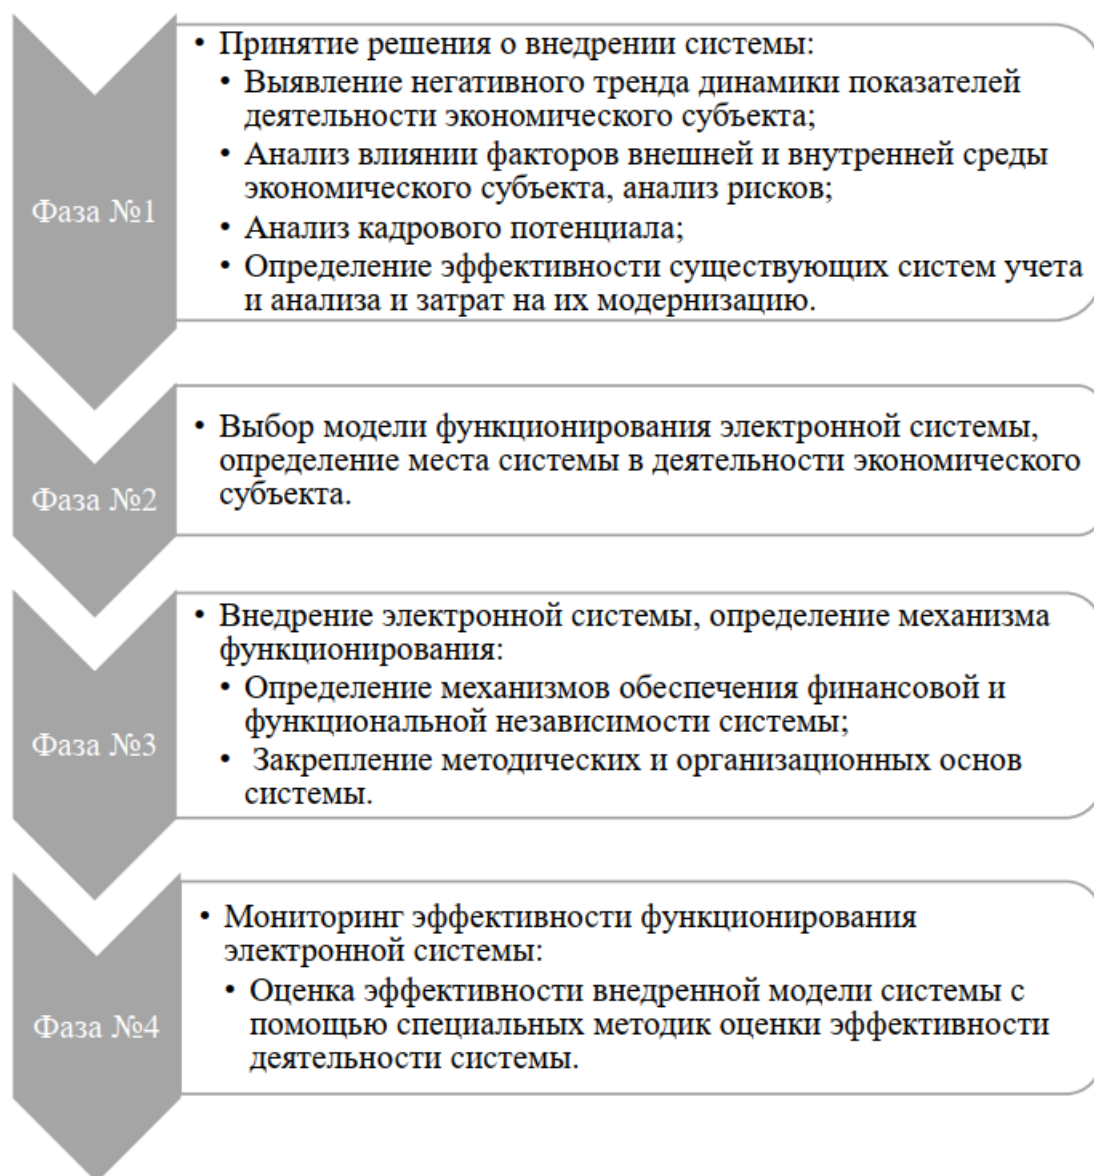 Фаза №1
• Принятие решения о внедрении системы:
• Выявление негативного тренда динамики показателей
деятельности экономического субъекта;
• Анализ влиянии факторов внешней и внутренней среды
экономического субъекта, анализ рисков;
• Анализ кадрового потенциала;
• Определение эффективности существующих систем учета
и анализа и затрат на их модернизацию.
Фаза №2
• Выбор модели функционирования электронной системы,
определение места системы в деятельности экономического
субъекта.
Фаза №3
• Внедрение электронной системы, определение механизма
функционирования:
• Определение механизмов обеспечения финансовой и
функциональной независимости системы;
• Закрепление методических и организационных основ
системы.
Фаза №4
• Мониторинг эффективности функционирования
электронной системы:
• Оценка эффективности внедренной модели системы с
помощью специальных методик оценки эффективности
деятельности системы.